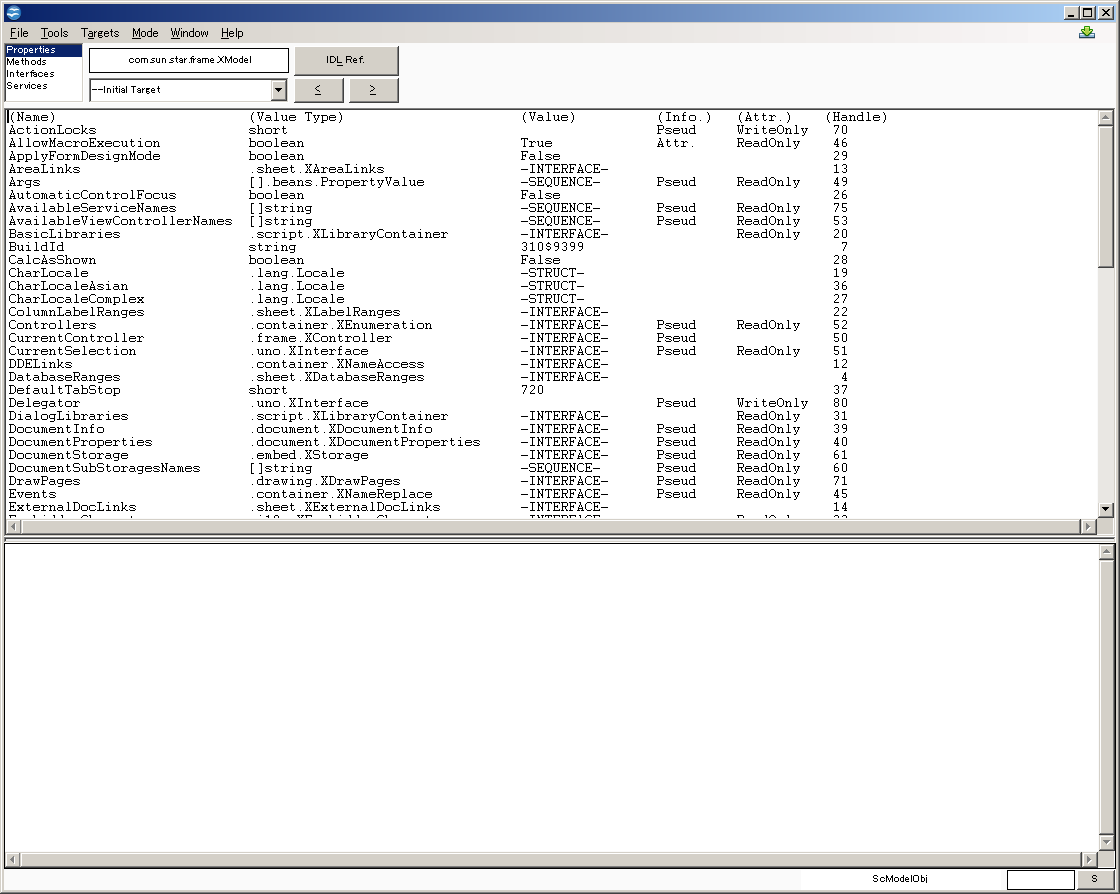 File Tools Targets Mode Window Help
Properties
Methods
Interfaces
Services
com.sun.star.frame.XModel
IDL Ref.
--Initial Target
< >
(Name) (Value Type) (Value) (Info.) (Attr.) (Handle)
ActionLocks short Pseud WriteOnly 70
AllowMacroExecution boolean True Attr. ReadOnly 46
ApplyFormDesignMode boolean False 29
AreaLinks .sheet.XAreaLinks -INTERFACE- 13
Args [].beans.PropertyValue -SEQUENCE- Pseud ReadOnly 49
AutomaticControlFocus boolean False 26
AvailableServiceNames []string -SEQUENCE- Pseud ReadOnly 75
AvailableViewControllerNames []string -SEQUENCE- Pseud ReadOnly 53
BasicLibraries .script.XLibraryContainer -INTERFACE- ReadOnly 20
BuildId string 310$9399 7
CalcAsShown boolean False 28
CharLocale .lang.Locale -STRUCT- 19
CharLocaleAsian .lang.Locale -STRUCT- 36
CharLocaleComplex .lang.Locale -STRUCT- 27
ColumnLabelRanges .sheet.XLabelRanges -INTERFACE- 22
Controllers .container.XEnumeration -INTERFACE- Pseud ReadOnly 52
CurrentController .frame.XController -INTERFACE- Pseud 50
CurrentSelection .uno.XInterface -INTERFACE- Pseud ReadOnly 51
DDELinks .container.XNameAccess -INTERFACE- 12
DatabaseRanges .sheet.XDatabaseRanges -INTERFACE- 4
DefaultTabStop short 720 37
Delegator .uno.XInterface Pseud WriteOnly 80
DialogLibraries .script.XLibraryContainer -INTERFACE- ReadOnly 31
DocumentInfo .document.XDocumentInfo -INTERFACE- Pseud ReadOnly 39
DocumentProperties .document.XDocumentProperties -INTERFACE- Pseud ReadOnly 40
DocumentStorage .embed.XStorage -INTERFACE- Pseud ReadOnly 61
DocumentSubStoragesNames []string -SEQUENCE- Pseud ReadOnly 60
DrawPages .drawing.XDrawPages -INTERFACE- Pseud ReadOnly 71
Events .container.XNameReplace -INTERFACE- Pseud ReadOnly 45
ExternalDocLinks .sheet.XExternalDocLinks -INTERFACE- 14
ScModelObj
S